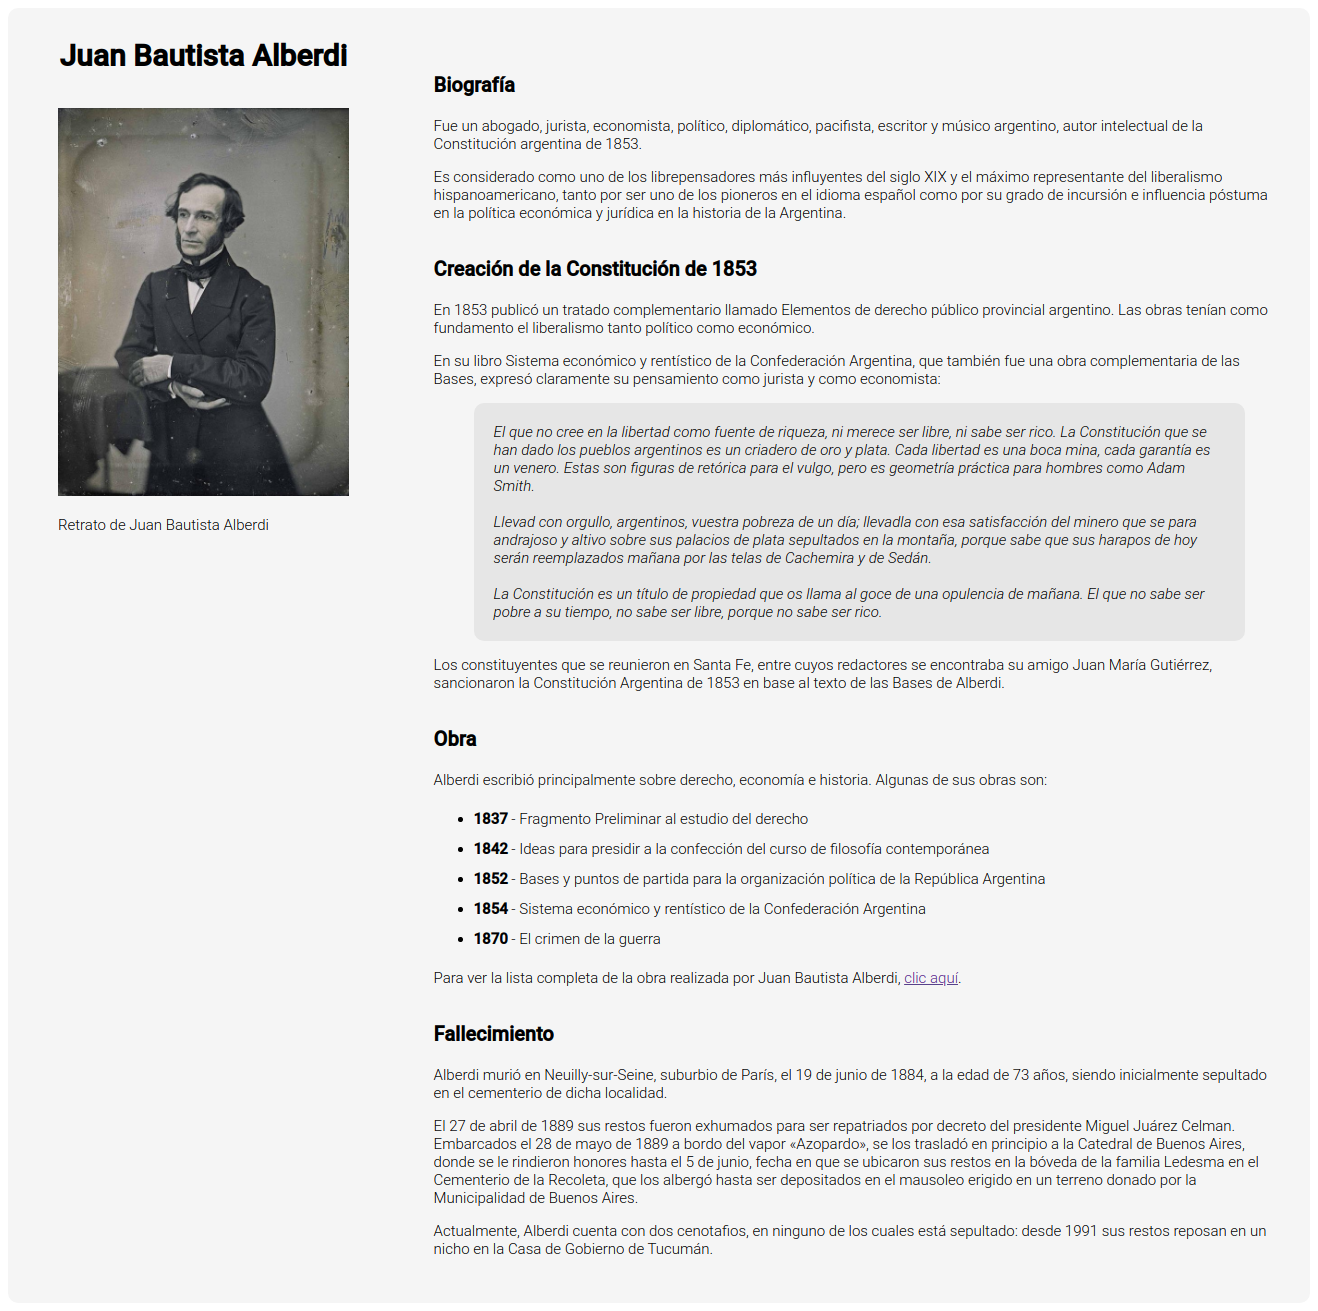 Juan Bautista Alberdi
Retrato de Juan Bautista Alberdi
Biografía
Fue un abogado, jurista, economista, político, diplomático, pacifista, escritor y músico argentino, autor intelectual de la
Constitución argentina de 1853.
Es considerado como uno de los librepensadores más influyentes del siglo XIX y el máximo representante del liberalismo
hispanoamericano, tanto por ser uno de los pioneros en el idioma español como por su grado de incursión e influencia póstuma
en la política económica y jurídica en la historia de la Argentina.
Creación de la Constitución de 1853
En 1853 publicó un tratado complementario llamado Elementos de derecho público provincial argentino. Las obras tenían como
fundamento el liberalismo tanto político como económico.
En su libro Sistema económico y rentístico de la Confederación Argentina, que también fue una obra complementaria de las
Bases, expresó claramente su pensamiento como jurista y como economista:
El que no cree en la libertad como fuente de riqueza, ni merece ser libre, ni sabe ser rico. La Constitución que se
han dado los pueblos argentinos es un criadero de oro y plata. Cada libertad es una boca mina, cada garantía es
un venero. Estas son figuras de retórica para el vulgo, pero es geometría práctica para hombres como Adam
Smith.
Llevad con orgullo, argentinos, vuestra pobreza de un día; llevadla con esa satisfacción del minero que se para
andrajoso y altivo sobre sus palacios de plata sepultados en la montaña, porque sabe que sus harapos de hoy
serán reemplazados mañana por las telas de Cachemira y de Sedán.
La Constitución es un título de propiedad que os llama al goce de una opulencia de mañana. El que no sabe ser
pobre a su tiempo, no sabe ser libre, porque no sabe ser rico.
Los constituyentes que se reunieron en Santa Fe, entre cuyos redactores se encontraba su amigo Juan María Gutiérrez,
sancionaron la Constitución Argentina de 1853 en base al texto de las Bases de Alberdi.
Obra
Alberdi escribió principalmente sobre derecho, economía e historia. Algunas de sus obras son:
• 1837 - Fragmento Preliminar al estudio del derecho
• 1842 - Ideas para presidir a la confección del curso de filosofía contemporánea
• 1852 - Bases y puntos de partida para la organización política de la República Argentina
• 1854 - Sistema económico y rentístico de la Confederación Argentina
• 1870 - El crimen de la guerra
Para ver la lista completa de la obra realizada por Juan Bautista Alberdi, clic aquí.
Fallecimiento
Alberdi murió en Neuilly-sur-Seine, suburbio de París, el 19 de junio de 1884, a la edad de 73 años, siendo inicialmente sepultado
en el cementerio de dicha localidad.
El 27 de abril de 1889 sus restos fueron exhumados para ser repatriados por decreto del presidente Miguel Juárez Celman.
Embarcados el 28 de mayo de 1889 a bordo del vapor «Azopardo», se los trasladó en principio a la Catedral de Buenos Aires,
donde se le rindieron honores hasta el 5 de junio, fecha en que se ubicaron sus restos en la bóveda de la familia Ledesma en el
Cementerio de la Recoleta, que los albergó hasta ser depositados en el mausoleo erigido en un terreno donado por la
Municipalidad de Buenos Aires.
Actualmente, Alberdi cuenta con dos cenotafios, en ninguno de los cuales está sepultado: desde 1991 sus restos reposan en un
nicho en la Casa de Gobierno de Tucumán.